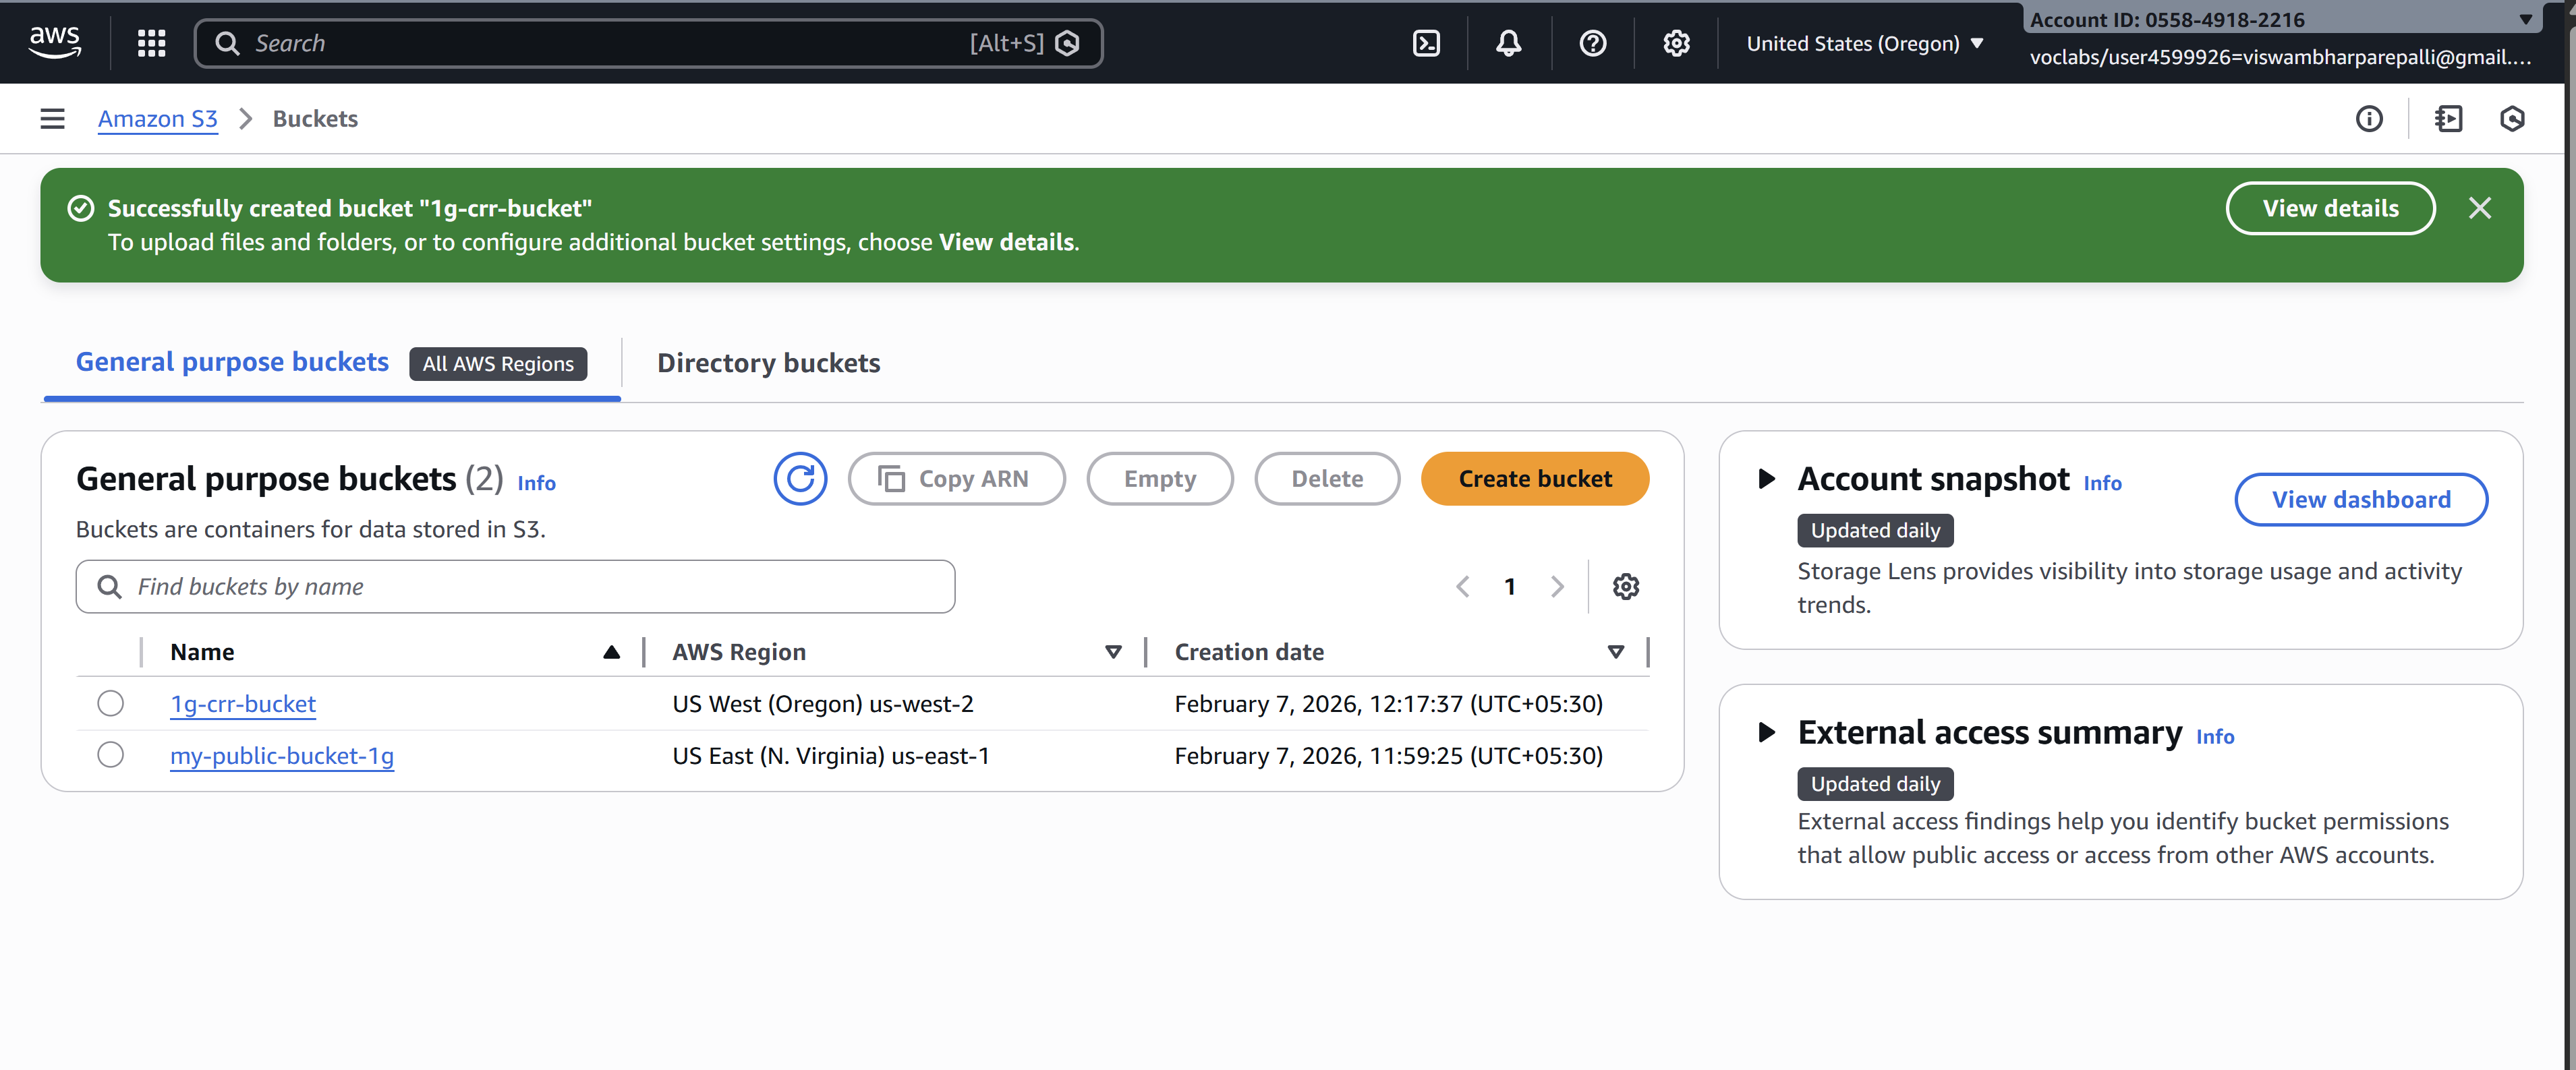 aws
Search [Alt+S]
United States (Oregon)
Account ID: 0558-4918-2216
voclabs/user4599926=viswambharparepalli@gmail....
Amazon S3 > Buckets
Successfully created bucket "1g-crr-bucket"
To upload files and folders, or to configure additional bucket settings, choose View details.
View details
General purpose buckets All AWS Regions
Directory buckets
General purpose buckets (2) Info
Copy ARN
Empty
Delete
Create bucket
Buckets are containers for data stored in S3.
Find buckets by name
1
Name AWS Region Creation date
1g-crr-bucket US West (Oregon) us-west-2 February 7, 2026, 12:17:37 (UTC+05:30)
my-public-bucket-1g US East (N. Virginia) us-east-1 February 7, 2026, 11:59:25 (UTC+05:30)
Account snapshot Info
View dashboard
Updated daily
Storage Lens provides visibility into storage usage and activity
trends.
External access summary Info
Updated daily
External access findings help you identify bucket permissions
that allow public access or access from other AWS accounts.